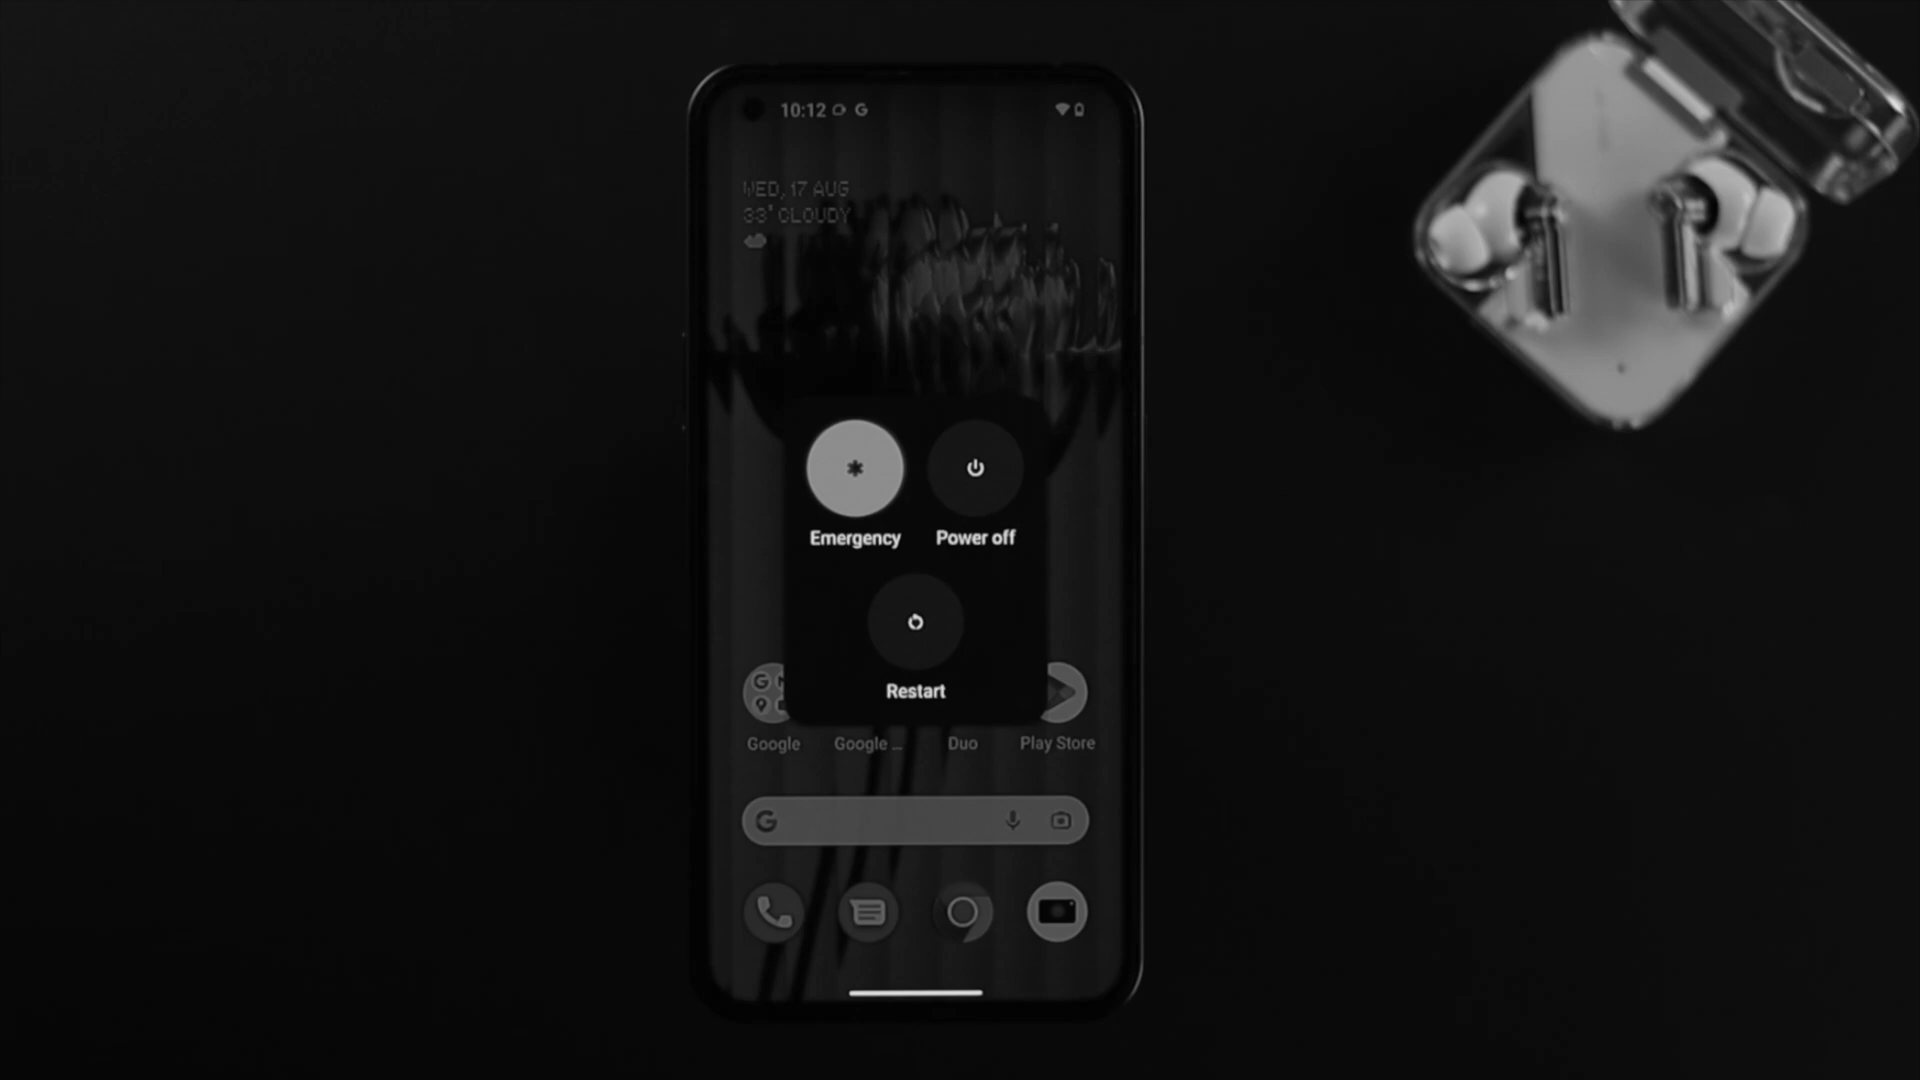 10:12 G
WED, 17 AUG
33° CLOUDY
Emergency
Power off
Restart
G
Google
Google ...
Duo
Play Store
G